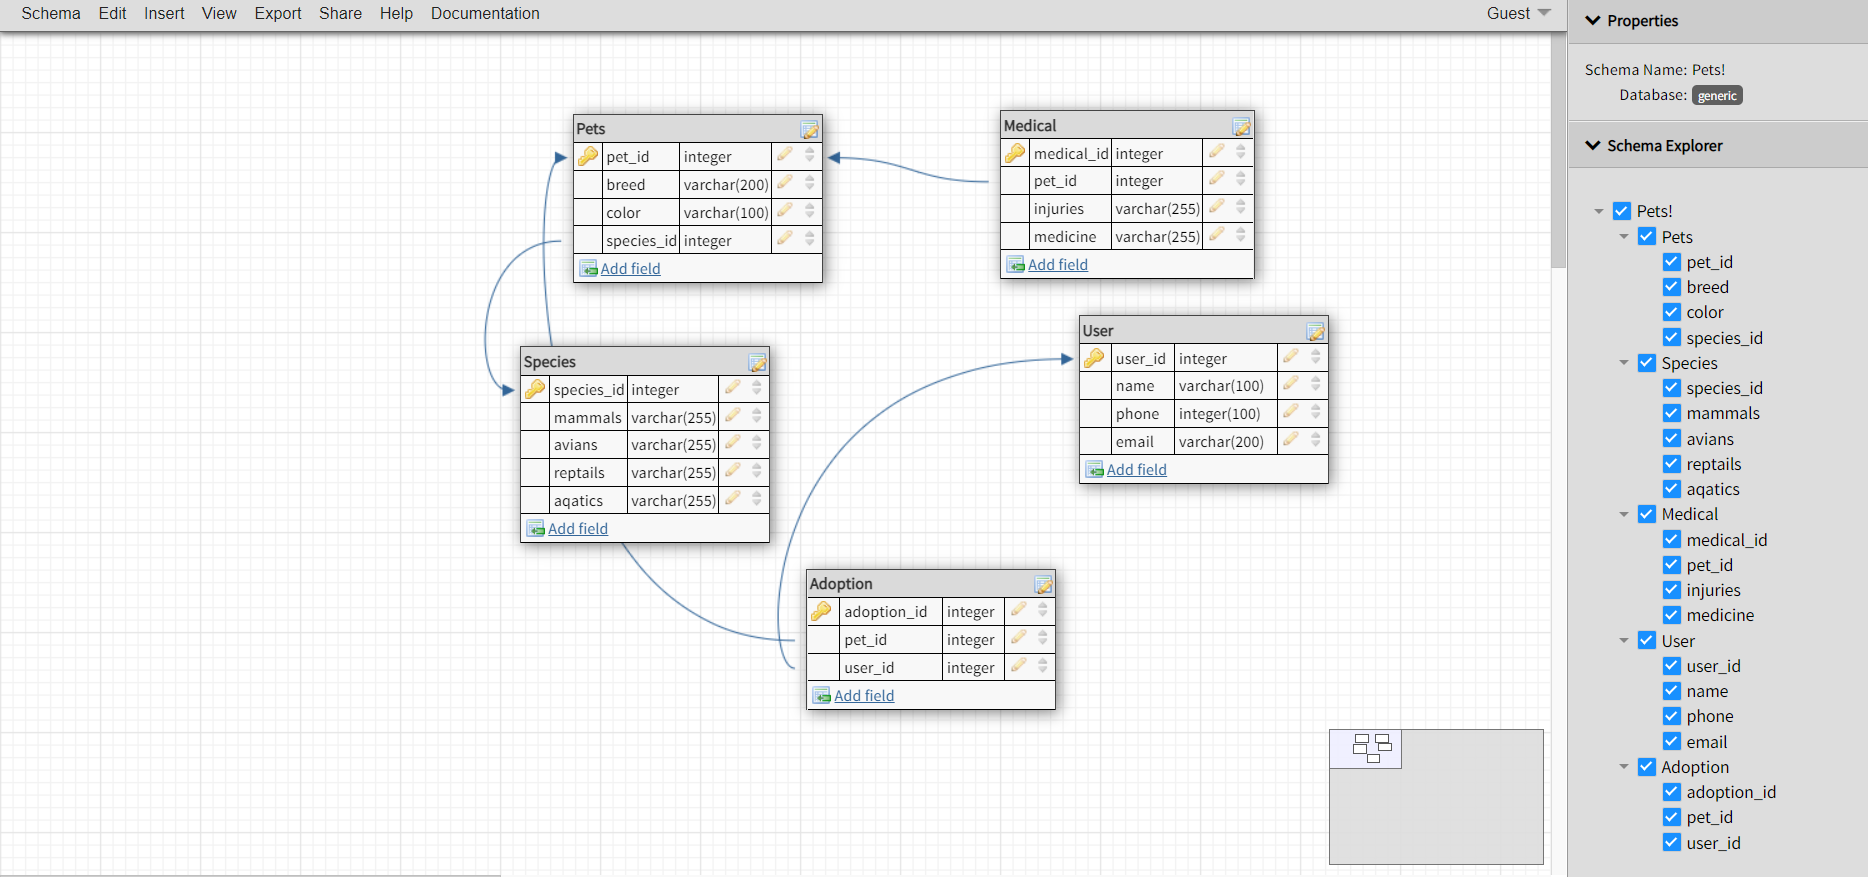 Schema Edit Insert View Export Share Help Documentation Guest
Pets
pet_id integer
breed varchar(200)
color varchar(100)
species_id integer
Add field
Medical
medical_id integer
pet_id integer
injuries varchar(255)
medicine varchar(255)
Add field
User
user_id integer
name varchar(100)
phone integer(100)
email varchar(200)
Add field
Species
species_id integer
mammals varchar(255)
avians varchar(255)
reptails varchar(255)
aqatics varchar(255)
Add field
Adoption
adoption_id integer
pet_id integer
user_id integer
Add field
Properties
Schema Name: Pets!
Database: generic
Schema Explorer
Pets!
Pets
pet_id
breed
color
species_id
Species
species_id
mammals
avians
reptails
aqatics
Medical
medical_id
pet_id
injuries
medicine
User
user_id
name
phone
email
Adoption
adoption_id
pet_id
user_id